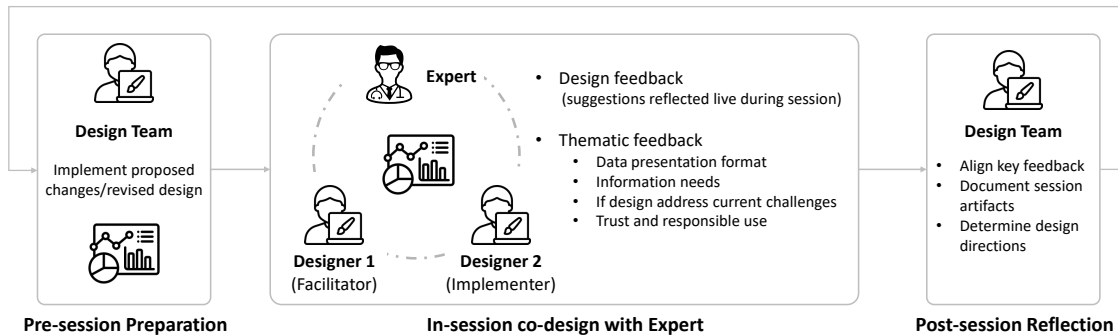 Design Team
Implement proposed
changes/revised design
Pre-session Preparation
Expert
Designer 1
(Facilitator)
Designer 2
(Implementer)
• Design feedback
(suggestions reflected live during session)
• Thematic feedback
• Data presentation format
• Information needs
• If design address current challenges
• Trust and responsible use
In-session co-design with Expert
Design Team
• Align key feedback
• Document session
artifacts
• Determine design
directions
Post-session Reflection